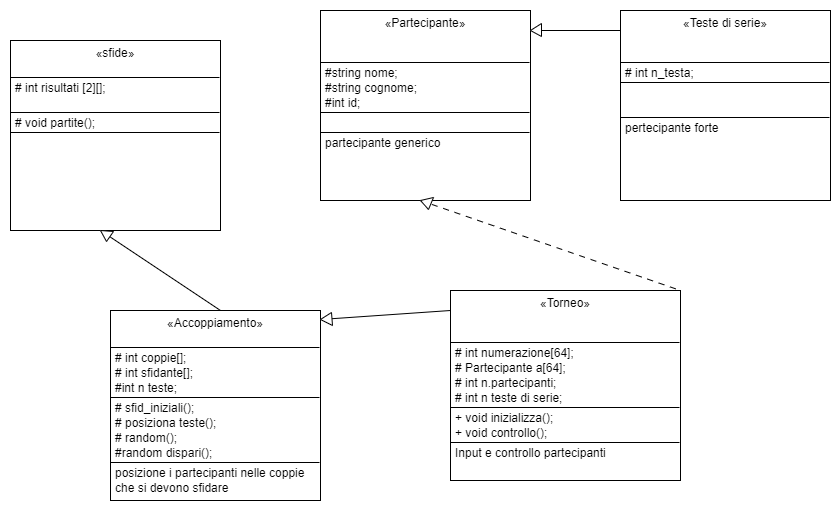 «sfide»
# int risultati [2][];
# void partite();
«Partecipante»
#string nome;
#string cognome;
#int id;
partecipante generico
«Teste di serie»
# int n_testa;
pertecipante forte
«Accoppiamento»
# int coppie[];
# int sfidante[];
#int n teste;
# sfid_iniziali();
# posiziona teste();
# random();
#random dispari();
posizione i partecipanti nelle coppie
che si devono sfidare
«Torneo»
# int numerazione[64];
# Partecipante a[64];
# int n.partecipanti;
# int n teste di serie;
+ void inizializza();
+ void controllo();
Input e controllo partecipanti